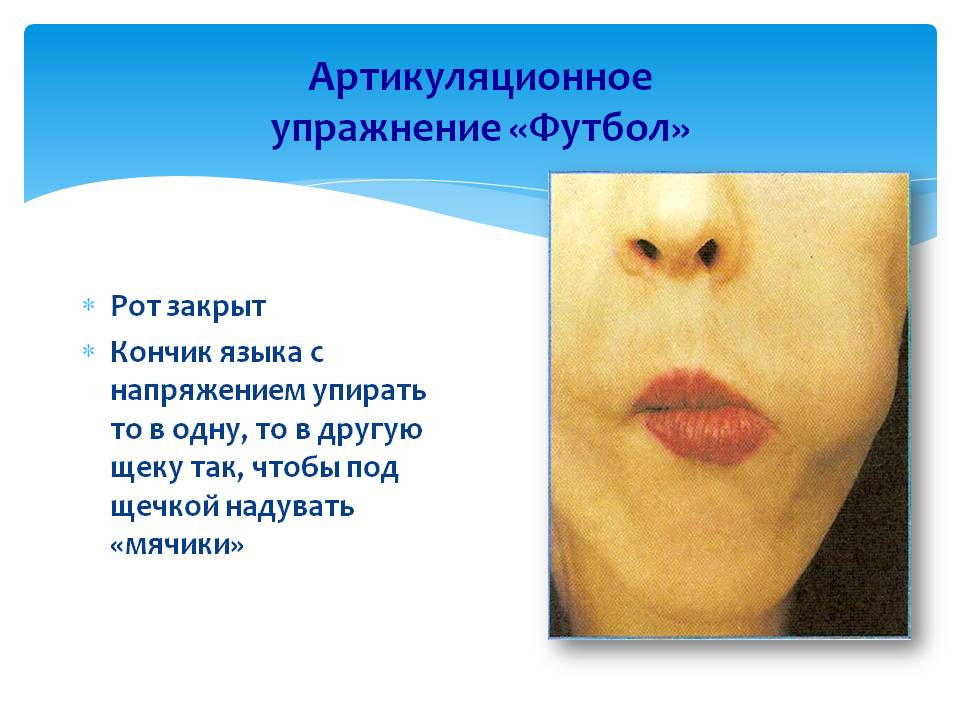 Артикуляционное
упражнение «Футбол»
Рот закрыт
Кончик языка с
напряжением упирать
то в одну, то в другую
щеку так, чтобы под
щечкой надувать
«мячики»